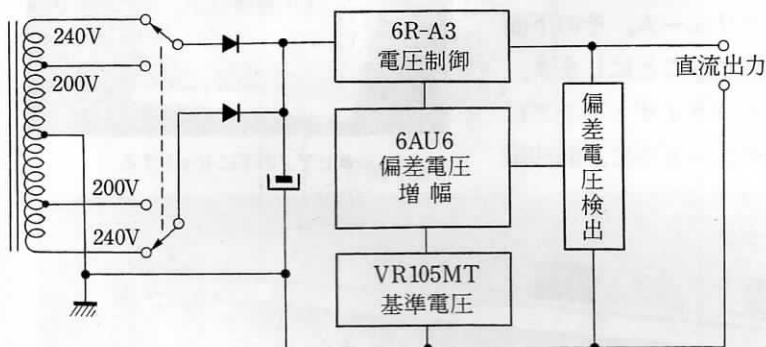 240V
200V
200V
240V
6R-A3
電圧制御
6AU6
偏差電圧
増幅
VR105MT
基準電圧
偏差電圧検出
直流出力